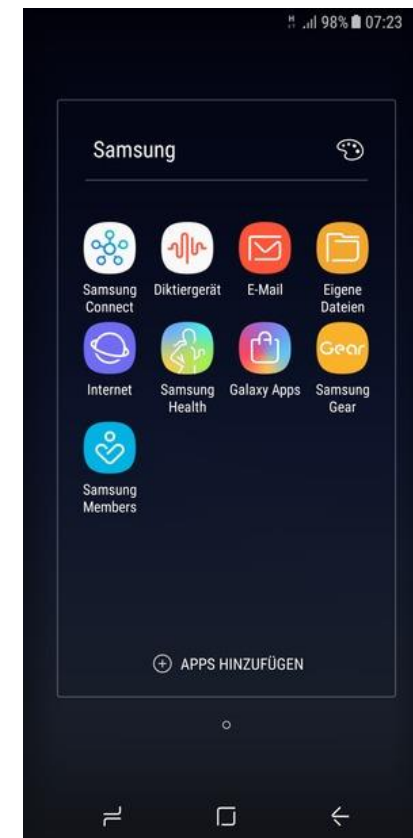 98% 07:23
Samsung
Samsung
Connect
Diktiergerät
E-Mail
Eigene
Dateien
Internet
Samsung
Health
Galaxy Apps
Gear
Samsung
Gear
Samsung
Members
APPS HINZUFÜGEN